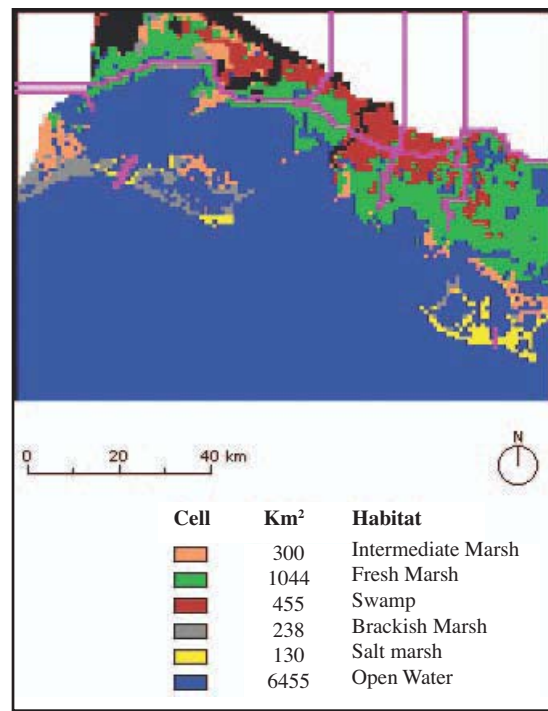 N
0 20 40 km
Cell Km² Habitat
300 Intermediate Marsh
1044 Fresh Marsh
455 Swamp
238 Brackish Marsh
130 Salt marsh
6455 Open Water